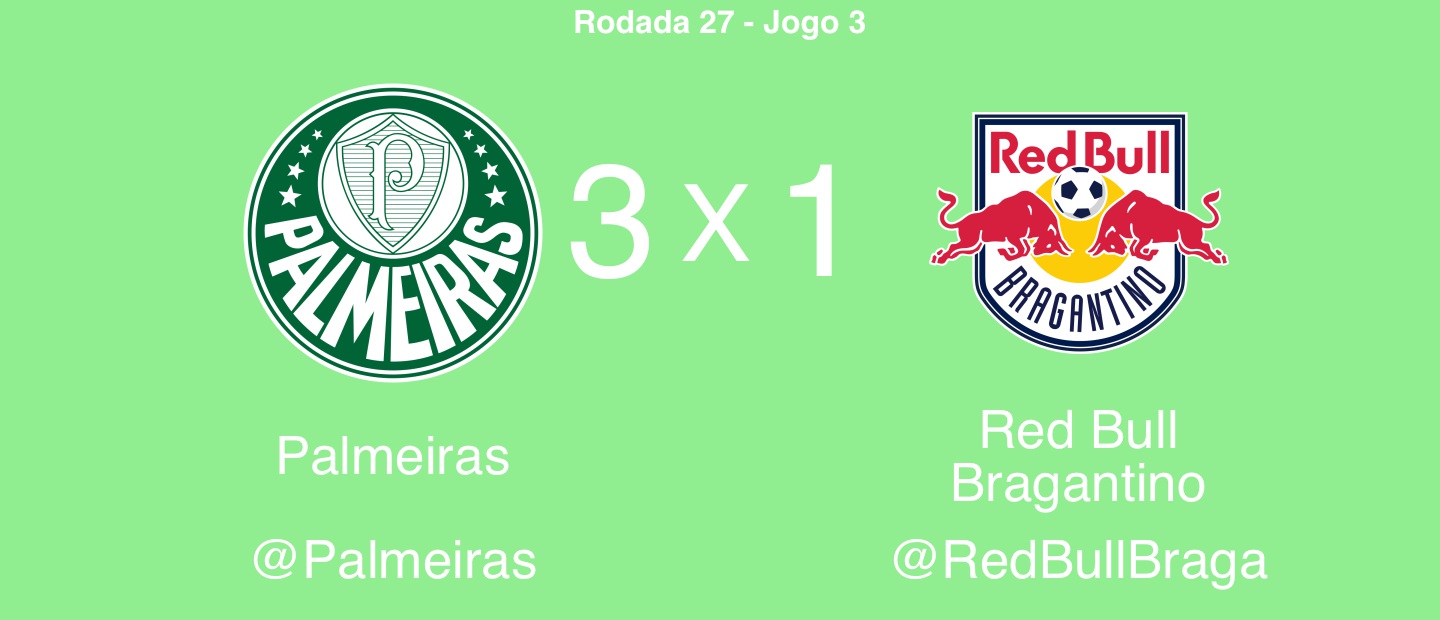 Rodada 27 - Jogo 3
P
PALMEIRAS
3 X 1
Red Bull
BRAGANTINO
Palmeiras
Red Bull
Bragantino
@Palmeiras
@RedBullBraga